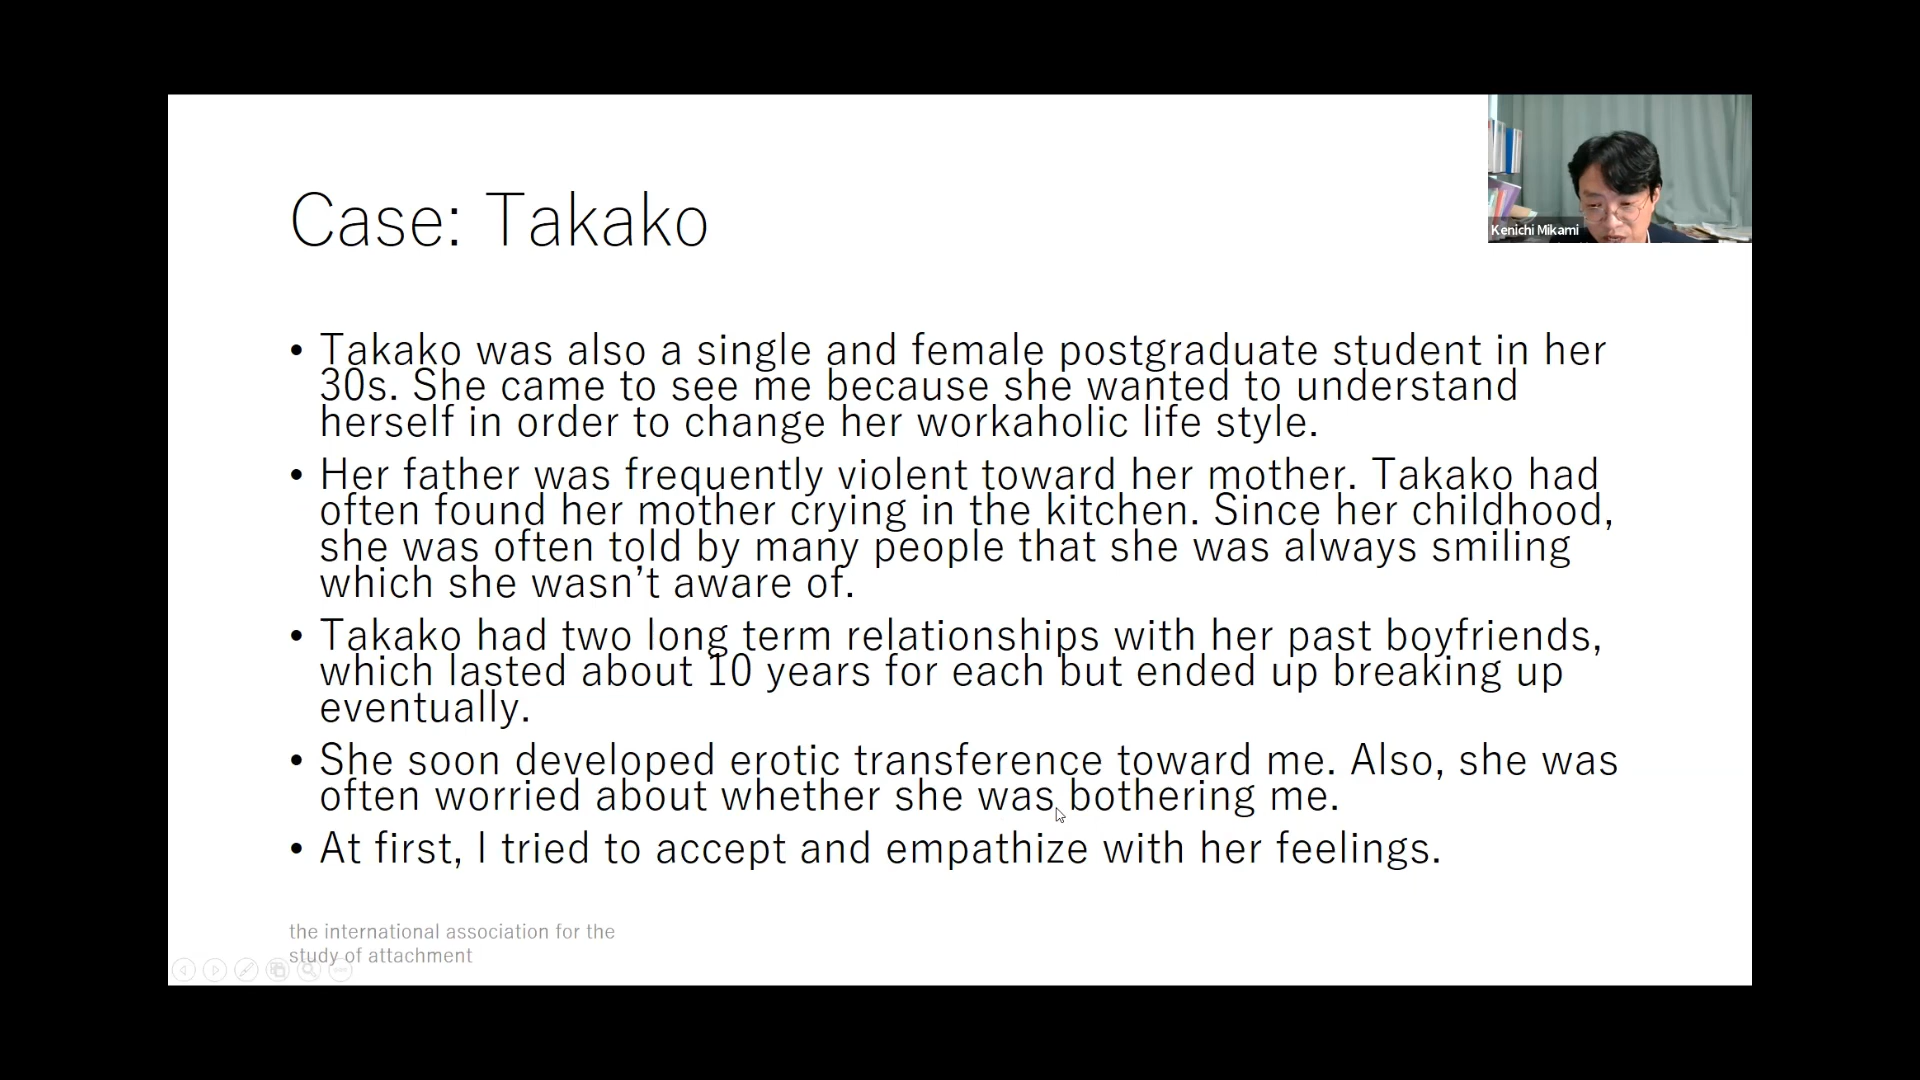 Kenichi Mikami
Case: Takako
• Takako was also a single and female postgraduate student in her
30s. She came to see me because she wanted to understand
herself in order to change her workaholic life style.
• Her father was frequently violent toward her mother. Takako had
often found her mother crying in the kitchen. Since her childhood,
she was often told by many people that she was always smiling
which she wasn’t aware of.
• Takako had two long term relationships with her past boyfriends,
which lasted about 10 years for each but ended up breaking up
eventually.
• She soon developed erotic transference toward me. Also, she was
often worried about whether she was bothering me.
• At first, I tried to accept and empathize with her feelings.
the international association for the
study of attachment